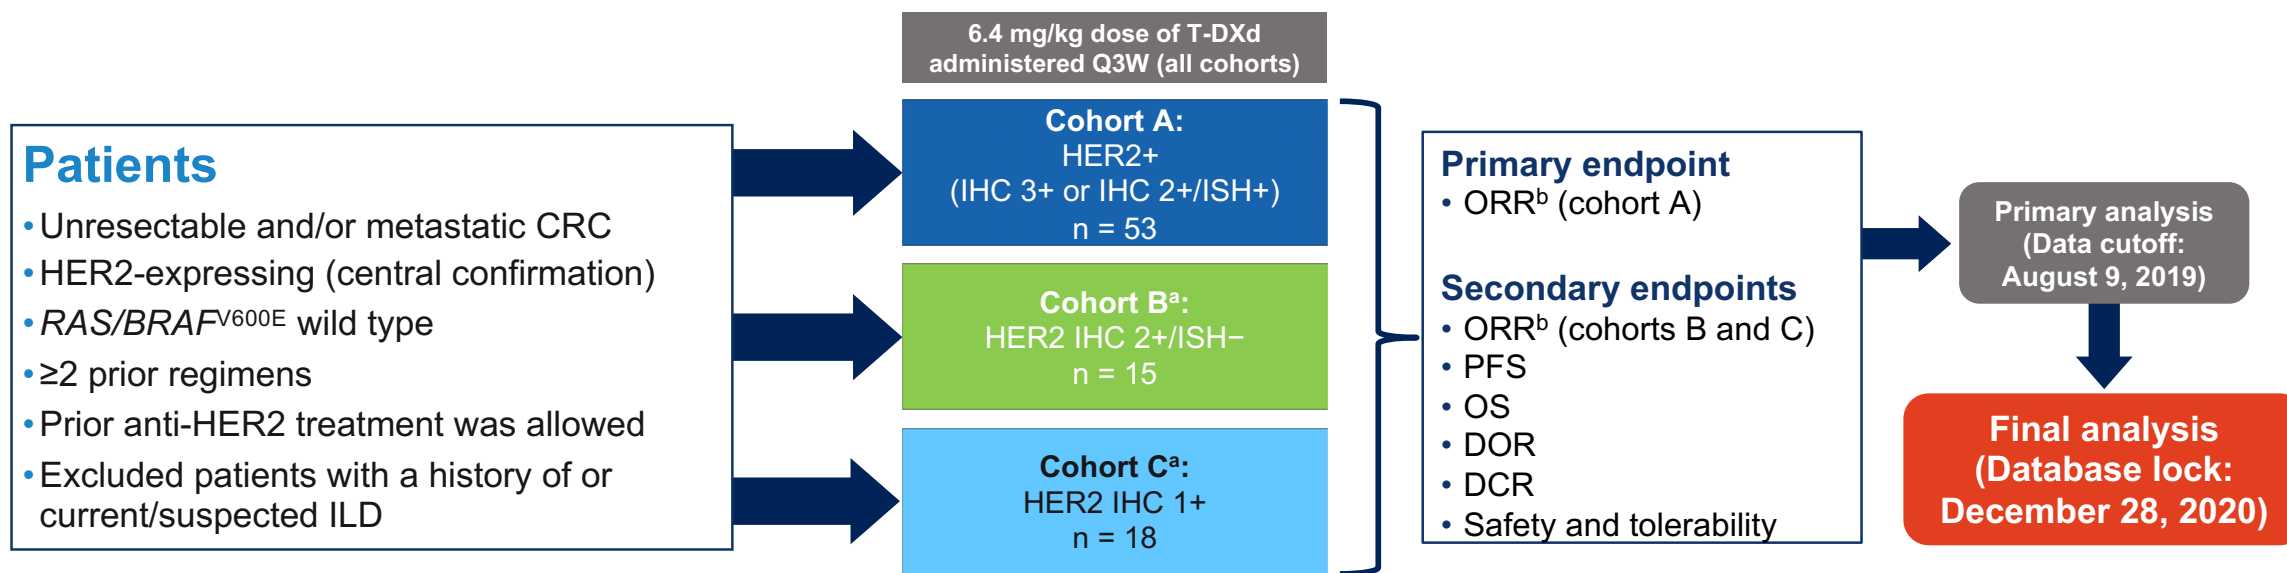 6.4 mg/kg dose of T-DXd
administered Q3W (all cohorts)
Patients
• Unresectable and/or metastatic CRC
• HER2-expressing (central confirmation)
• RAS/BRAFV600E wild type
• ≥2 prior regimens
• Prior anti-HER2 treatment was allowed
• Excluded patients with a history of or
current/suspected ILD
Cohort A:
HER2+
(IHC 3+ or IHC 2+/ISH+)
n = 53
Cohort Bᵃ:
HER2 IHC 2+/ISH−
n = 15
Cohort Cᵃ:
HER2 IHC 1+
n = 18
Primary endpoint
• ORRᵇ (cohort A)
Secondary endpoints
• ORRᵇ (cohorts B and C)
• PFS
• OS
• DOR
• DCR
• Safety and tolerability
Primary analysis
(Data cutoff:
August 9, 2019)
Final analysis
(Database lock:
December 28, 2020)